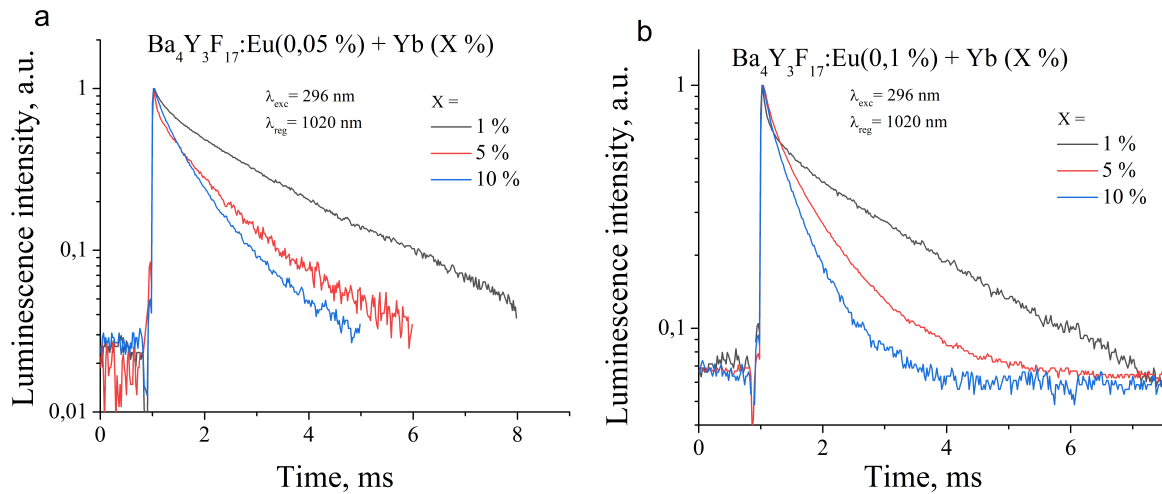 a
Ba₄Y₃F₁₇:Eu(0,05 %) + Yb (X %)
λexc= 296 nm
λreg= 1020 nm
X =
1 %
5 %
10 %
1
0.1
0,01
0
2
4
6
8
Luminescence intensity, a.u.
Time, ms
b
Ba₄Y₃F₁₇:Eu(0,1 %) + Yb (X %)
λexc= 296 nm
λreg= 1020 nm
X =
1 %
5 %
10 %
1
0.1
0
2
4
6
Luminescence intensity, a.u.
Time, ms